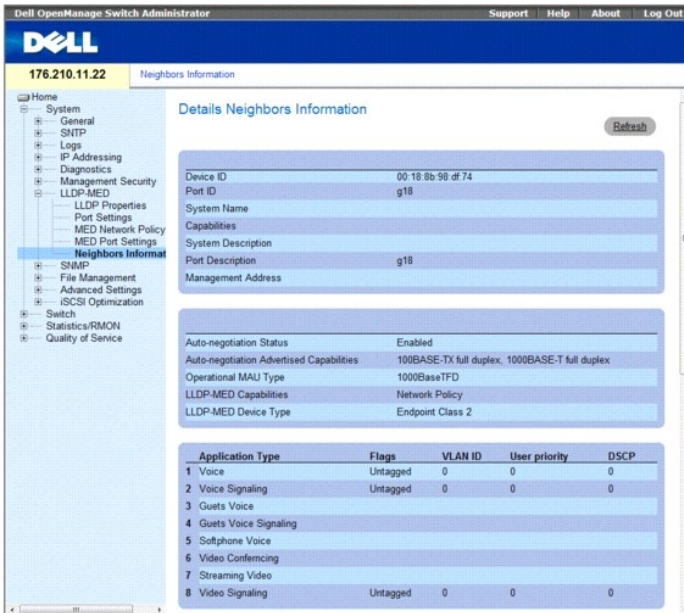 Dell OpenManage Switch Administrator
Support Help About Log Out
DELL
176.210.11.22
Neighbors Information
Home
System
General
SNTP
Logs
IP Addressing
Diagnostics
Management Security
LLDP-MED
LLDP Properties
Port Settings
MED Network Policy
MED Port Settings
Neighbors Informat
SNMP
File Management
Advanced Settings
iSCSI Optimization
Switch
Statistics/RMON
Quality of Service
Details Neighbors Information
Refresh
Device ID 00:18:8b:98:df:74
Port ID g18
System Name
Capabilities
System Description
Port Description g18
Management Address
Auto-negotiation Status Enabled
Auto-negotiation Advertised Capabilities 100BASE-TX full duplex, 1000BASE-T full duplex
Operational MAU Type 1000BaseTFD
LLDP-MED Capabilities Network Policy
LLDP-MED Device Type Endpoint Class 2
Application Type Flags VLAN ID User priority DSCP
1 Voice Untagged 0 0 0
2 Voice Signaling Untagged 0 0 0
3 Guets Voice
4 Guets Voice Signaling
5 Softphone Voice
6 Video Conferncing
7 Streaming Video
8 Video Signaling Untagged 0 0 0